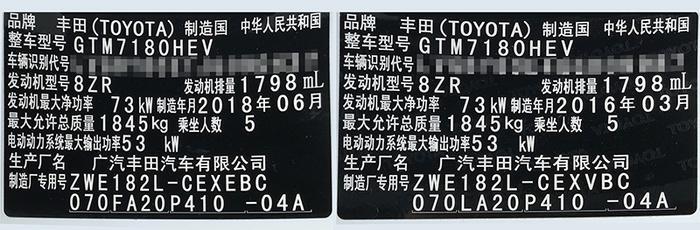 品牌 丰田(TOYOTA) 制造国 中华人民共和国
整车型号 GTM7180HEV
车辆识别代号
发动机型号 8ZR 发动机排量 1798 mL
发动机最大净功率 73 kW 制造年月 2018 年 06 月
最大允许总质量 1845kg 乘坐人数 5
电动动力系统最大输出功率 53 kW
生产厂名 广汽丰田汽车有限公司
制造厂专用号 ZWE182L-CEXEBC
070FA20P410 -04A
品牌 丰田(TOYOTA) 制造国 中华人民共和国
整车型号 GTM7180HEV
车辆识别代号
发动机型号 8ZR 发动机排量 1798 mL
发动机最大净功率 73 kW 制造年月 2016 年 03 月
最大允许总质量 1845kg 乘坐人数 5
电动动力系统最大输出功率 53 kW
生产厂名 广汽丰田汽车有限公司
制造厂专用号 ZWE182L-CEXVBC
070LA20P410 -04A